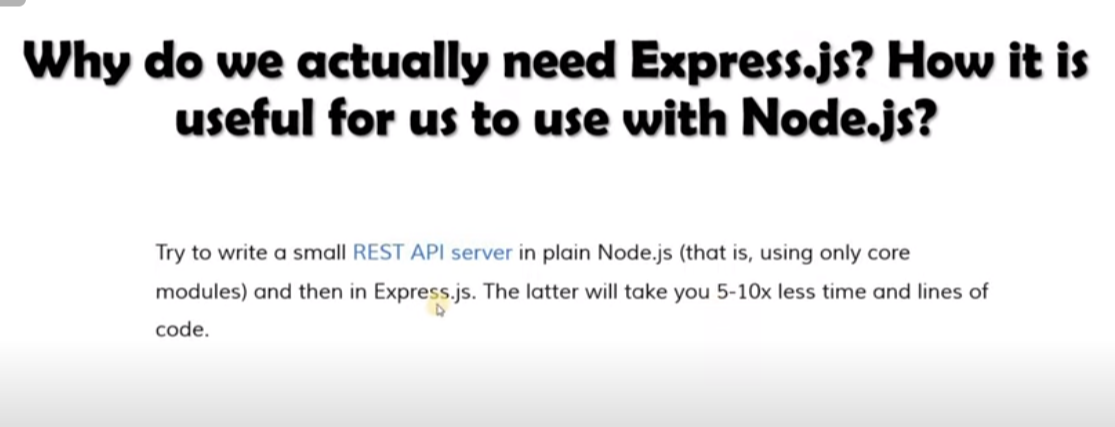 Why do we actually need Express.js? How it is
useful for us to use with Node.js?
Try to write a small REST API server in plain Node.js (that is, using only core
modules) and then in Express.js. The latter will take you 5-10x less time and lines of
code.